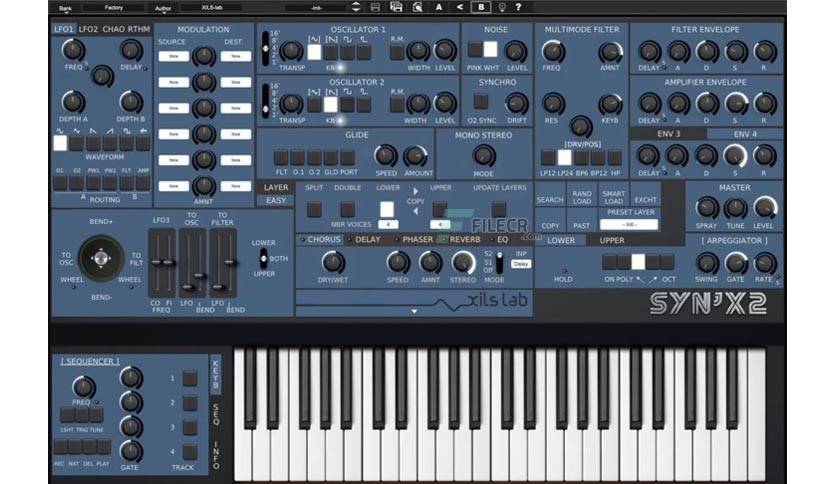 Bank Factory Author XILS-lab -Init- A < B ?
LFO1 LFO2 CHAO RTHM
FREQ S DELAY
DEPTH A DEPTH B
WAVEFORM
O1 O2 PW1 PW2 FLT AMP
A ROUTING B
MODULATION
SOURCE DEST.
None None
None None
None None
None None
None None
None None
AMNT
OSCILLATOR 1
16' 8' 4' 2'
R.M.
TRANSP KB WIDTH LEVEL
OSCILLATOR 2
16' 8' 4' 2'
R.M.
TRANSP KB WIDTH LEVEL
NOISE
PINK WHT LEVEL
SYNCHRO
O2 SYNC DRIFT
GLIDE
FLT O.1 O.2 GLD PORT SPEED AMOUNT
MONO STEREO
MODE
MULTIMODE FILTER
FREQ AMNT
RES KEYB
[DRV/POS]
LP12 LP24 BP6 BP12 HP
FILTER ENVELOPE
DELAY S A D S R
AMPLIFIER ENVELOPE
DELAY S A D S R
ENV 3 ENV 4
DELAY S A D S R
LAYER
EASY
SPLIT DOUBLE LOWER UPPER UPDATE LAYERS
COPY
NBR VOICES 4 4
SEARCH RAND LOAD SMART LOAD EXCHT
COPY PAST PRESET LAYER
- Init -
LOWER UPPER
MASTER
SPRAY TUNE LEVEL
FILECR
.com
CHORUS DELAY PHASER REVERB EQ
DRY/WET SPEED AMNT STEREO
S2 S1 Off
MODE
INP
Delay
HOLD ON POLY OCT
[ ARPEGGIATOR ]
SWING GATE RATE S
BEND+
TO OSC TO FILT
WHEEL WHEEL
BEND-
LFO3 TO OSC TO FILTER
CO FI LFO BEND LFO BEND
FREQ
LOWER
BOTH
UPPER
xils lab
SYN'X2
[ SEQUENCER ]
FREQ
1SHT TRIG TUNE
REC NXT DEL PLAY
GATE
1
2
3
4
TRACK
KEYB
SEQ
INFO